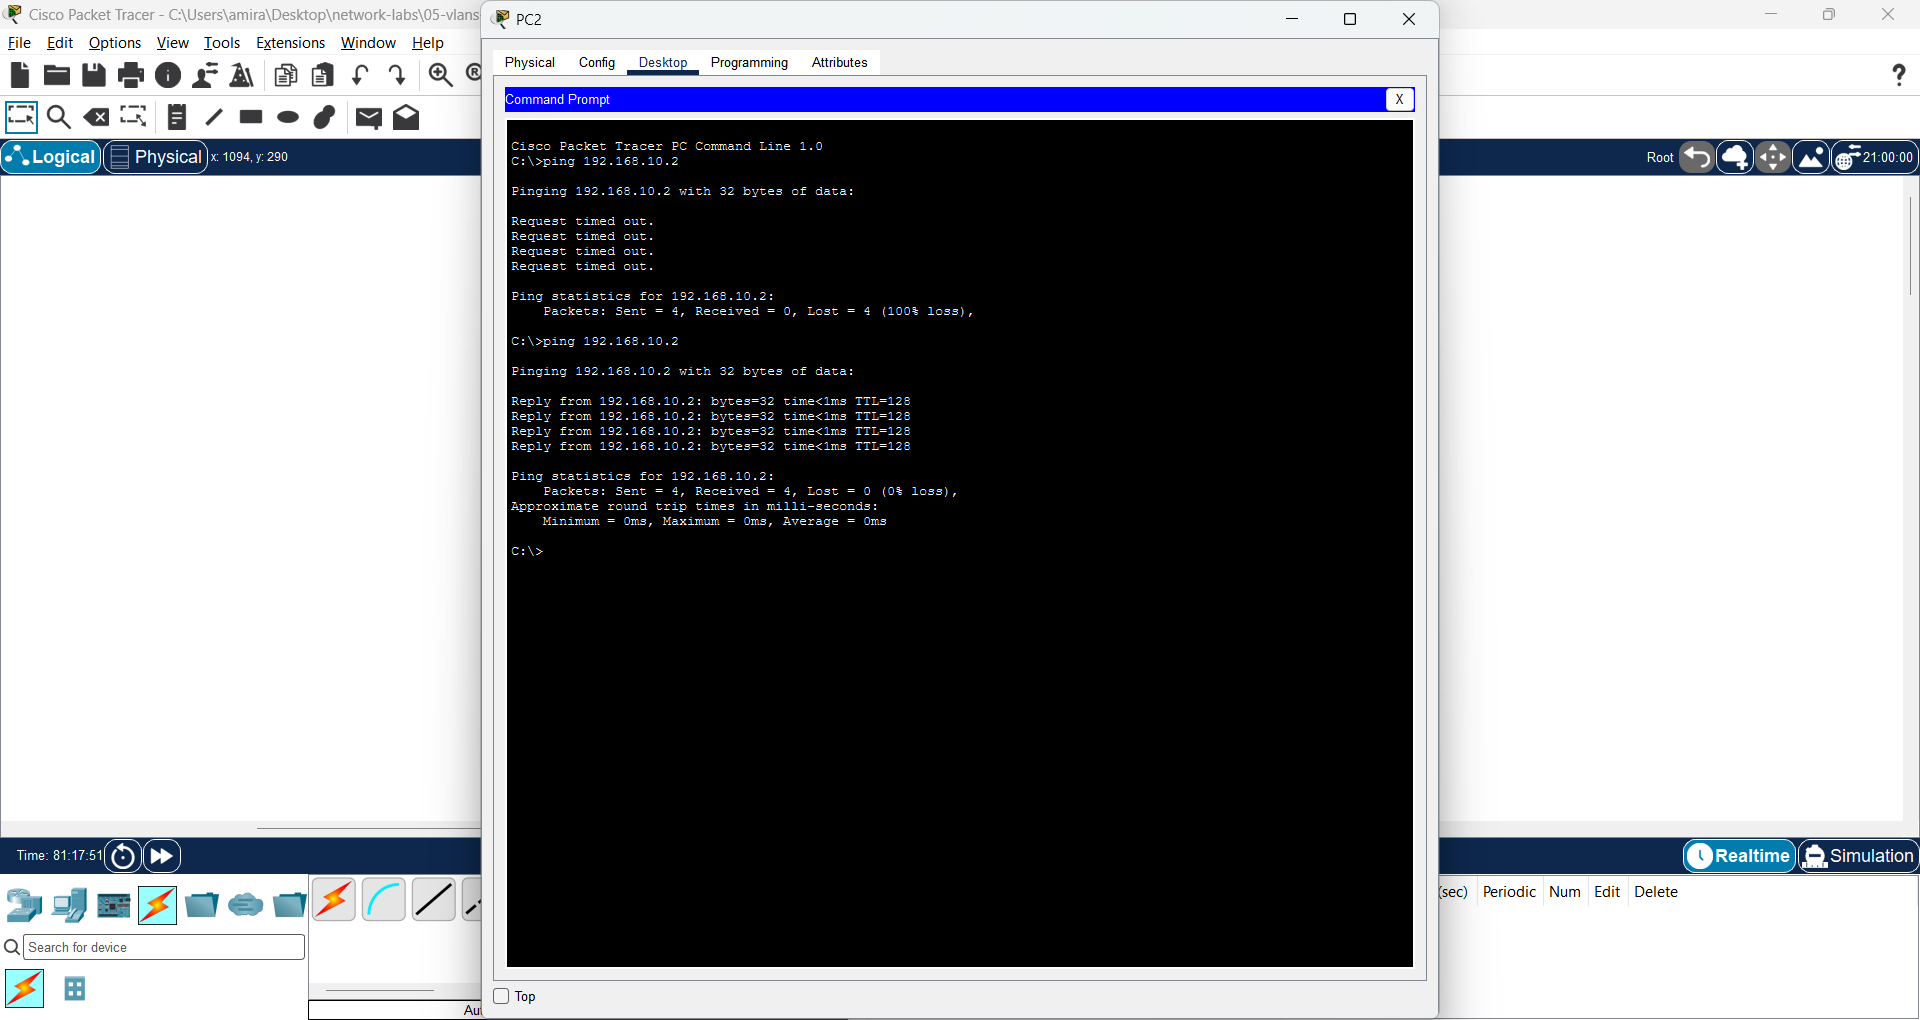 Cisco Packet Tracer - C:\Users\amira\Desktop\network-labs\05-vlans
PC2
File Edit Options View Tools Extensions Window Help
Physical Config Desktop Programming Attributes
Command Prompt
X
Logical
Physical
x: 1094, y: 290
Root
21:00:00
Cisco Packet Tracer PC Command Line 1.0
C:\>ping 192.168.10.2
Pinging 192.168.10.2 with 32 bytes of data:
Request timed out.
Request timed out.
Request timed out.
Request timed out.
Ping statistics for 192.168.10.2:
Packets: Sent = 4, Received = 0, Lost = 4 (100% loss),
C:\>ping 192.168.10.2
Pinging 192.168.10.2 with 32 bytes of data:
Reply from 192.168.10.2: bytes=32 time<1ms TTL=128
Reply from 192.168.10.2: bytes=32 time<1ms TTL=128
Reply from 192.168.10.2: bytes=32 time<1ms TTL=128
Reply from 192.168.10.2: bytes=32 time<1ms TTL=128
Ping statistics for 192.168.10.2:
Packets: Sent = 4, Received = 4, Lost = 0 (0% loss),
Approximate round trip times in milli-seconds:
Minimum = 0ms, Maximum = 0ms, Average = 0ms
C:\>
Time: 81:17:51
Realtime
Simulation
(sec) Periodic Num Edit Delete
Search for device
Top